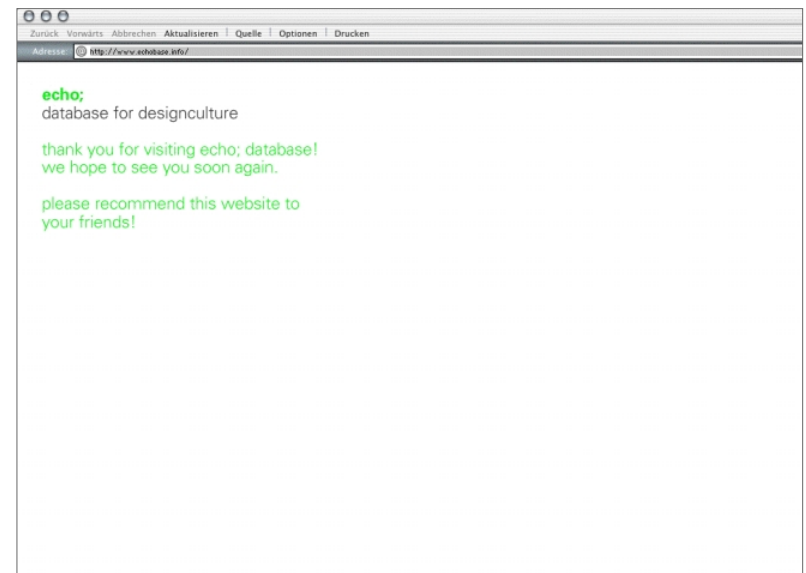 Zurück Vorwärts Abbrechen Aktualisieren Quelle Optionen Drucken
Adresse: http://www.echobase.info/
echo;
database for designculture
thank you for visiting echo; database!
we hope to see you soon again.
please recommend this website to
your friends!